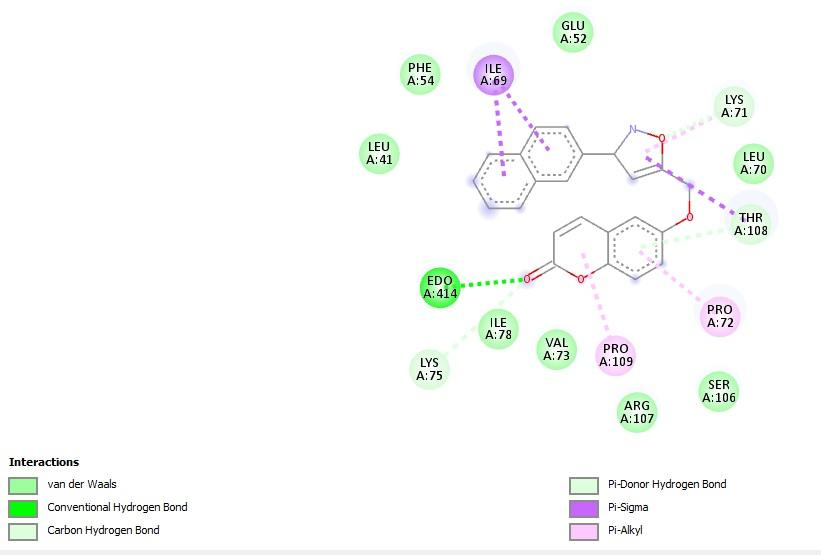 GLU
A:52
PHE
A:54
ILE
A:69
LYS
A:71
LEU
A:41
LEU
A:70
THR
A:108
EDO
A:414
ILE
A:78
VAL
A:73
PRO
A:109
PRO
A:72
LYS
A:75
SER
A:106
ARG
A:107
N
O
O
O
O
Interactions
van der Waals
Conventional Hydrogen Bond
Carbon Hydrogen Bond
Pi-Donor Hydrogen Bond
Pi-Sigma
Pi-Alkyl